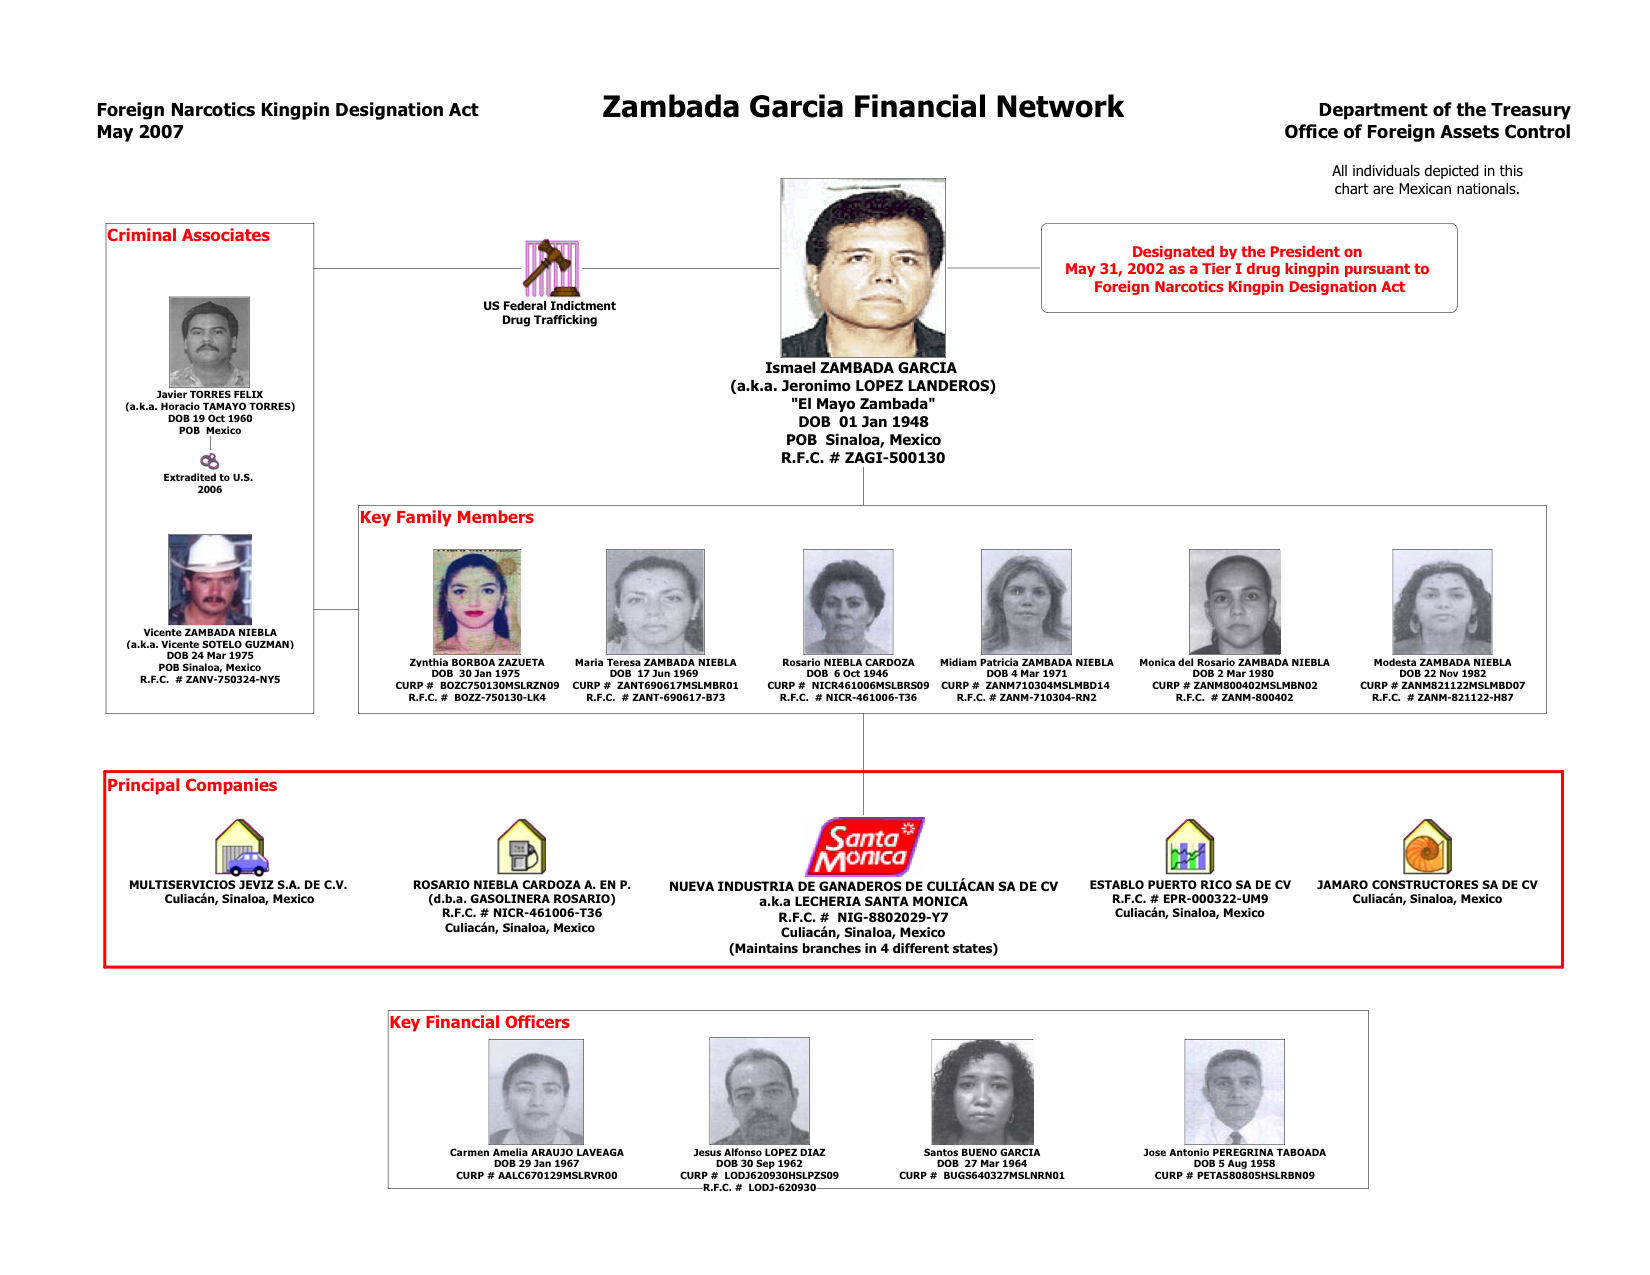 Foreign Narcotics Kingpin Designation Act
May 2007
Zambada Garcia Financial Network
Department of the Treasury
Office of Foreign Assets Control
All individuals depicted in this
chart are Mexican nationals.
Criminal Associates
Javier TORRES FELIX
(a.k.a. Horacio TAMAYO TORRES)
DOB 19 Oct 1960
POB Mexico
Extradited to U.S.
2006
Vicente ZAMBADA NIEBLA
(a.k.a. Vicente SOTELO GUZMAN)
DOB 24 Mar 1975
POB Sinaloa, Mexico
R.F.C. # ZANV-750324-NY5
US Federal Indictment
Drug Trafficking
Ismael ZAMBADA GARCIA
(a.k.a. Jeronimo LOPEZ LANDEROS)
"El Mayo Zambada"
DOB 01 Jan 1948
POB Sinaloa, Mexico
R.F.C. # ZAGI-500130
Designated by the President on
May 31, 2002 as a Tier I drug kingpin pursuant to
Foreign Narcotics Kingpin Designation Act
Key Family Members
Zynthia BORBOA ZAZUETA
DOB 30 Jan 1975
CURP # BOZC750130MSLRZN09
R.F.C. # BOZZ-750130-LK4
Maria Teresa ZAMBADA NIEBLA
DOB 17 Jun 1969
CURP # ZANT690617MSLMBR01
R.F.C. # ZANT-690617-B73
Rosario NIEBLA CARDOZA
DOB 6 Oct 1946
CURP # NICR461006MSLBRS09
R.F.C. # NICR-461006-T36
Midiam Patricia ZAMBADA NIEBLA
DOB 4 Mar 1971
CURP # ZANM710304MSLMBD14
R.F.C. # ZANM-710304-RN2
Monica del Rosario ZAMBADA NIEBLA
DOB 2 Mar 1980
CURP # ZANM800402MSLMBN02
R.F.C. # ZANM-800402
Modesta ZAMBADA NIEBLA
DOB 22 Nov 1982
CURP # ZANM821122MSLMBD07
R.F.C. # ZANM-821122-H87
Principal Companies
MULTISERVICIOS JEVIZ S.A. DE C.V.
Culiacán, Sinaloa, Mexico
ROSARIO NIEBLA CARDOZA A. EN P.
(d.b.a. GASOLINERA ROSARIO)
R.F.C. # NICR-461006-T36
Culiacán, Sinaloa, Mexico
Santa
Mónica
NUEVA INDUSTRIA DE GANADEROS DE CULIÁCAN SA DE CV
a.k.a LECHERIA SANTA MONICA
R.F.C. # NIG-8802029-Y7
Culiacán, Sinaloa, Mexico
(Maintains branches in 4 different states)
ESTABLO PUERTO RICO SA DE CV
R.F.C. # EPR-000322-UM9
Culiacán, Sinaloa, Mexico
JAMARO CONSTRUCTORES SA DE CV
Culiacán, Sinaloa, Mexico
Key Financial Officers
Carmen Amelia ARAUJO LAVEAGA
DOB 29 Jan 1967
CURP # AALC670129MSLRVR00
Jesus Alfonso LOPEZ DIAZ
DOB 30 Sep 1962
CURP # LODJ620930HSLPZS09
R.F.C. # LODJ-620930
Santos BUENO GARCIA
DOB 27 Mar 1964
CURP # BUGS640327MSLNRN01
Jose Antonio PEREGRINA TABOADA
DOB 5 Aug 1958
CURP # PETA580805HSLRBN09